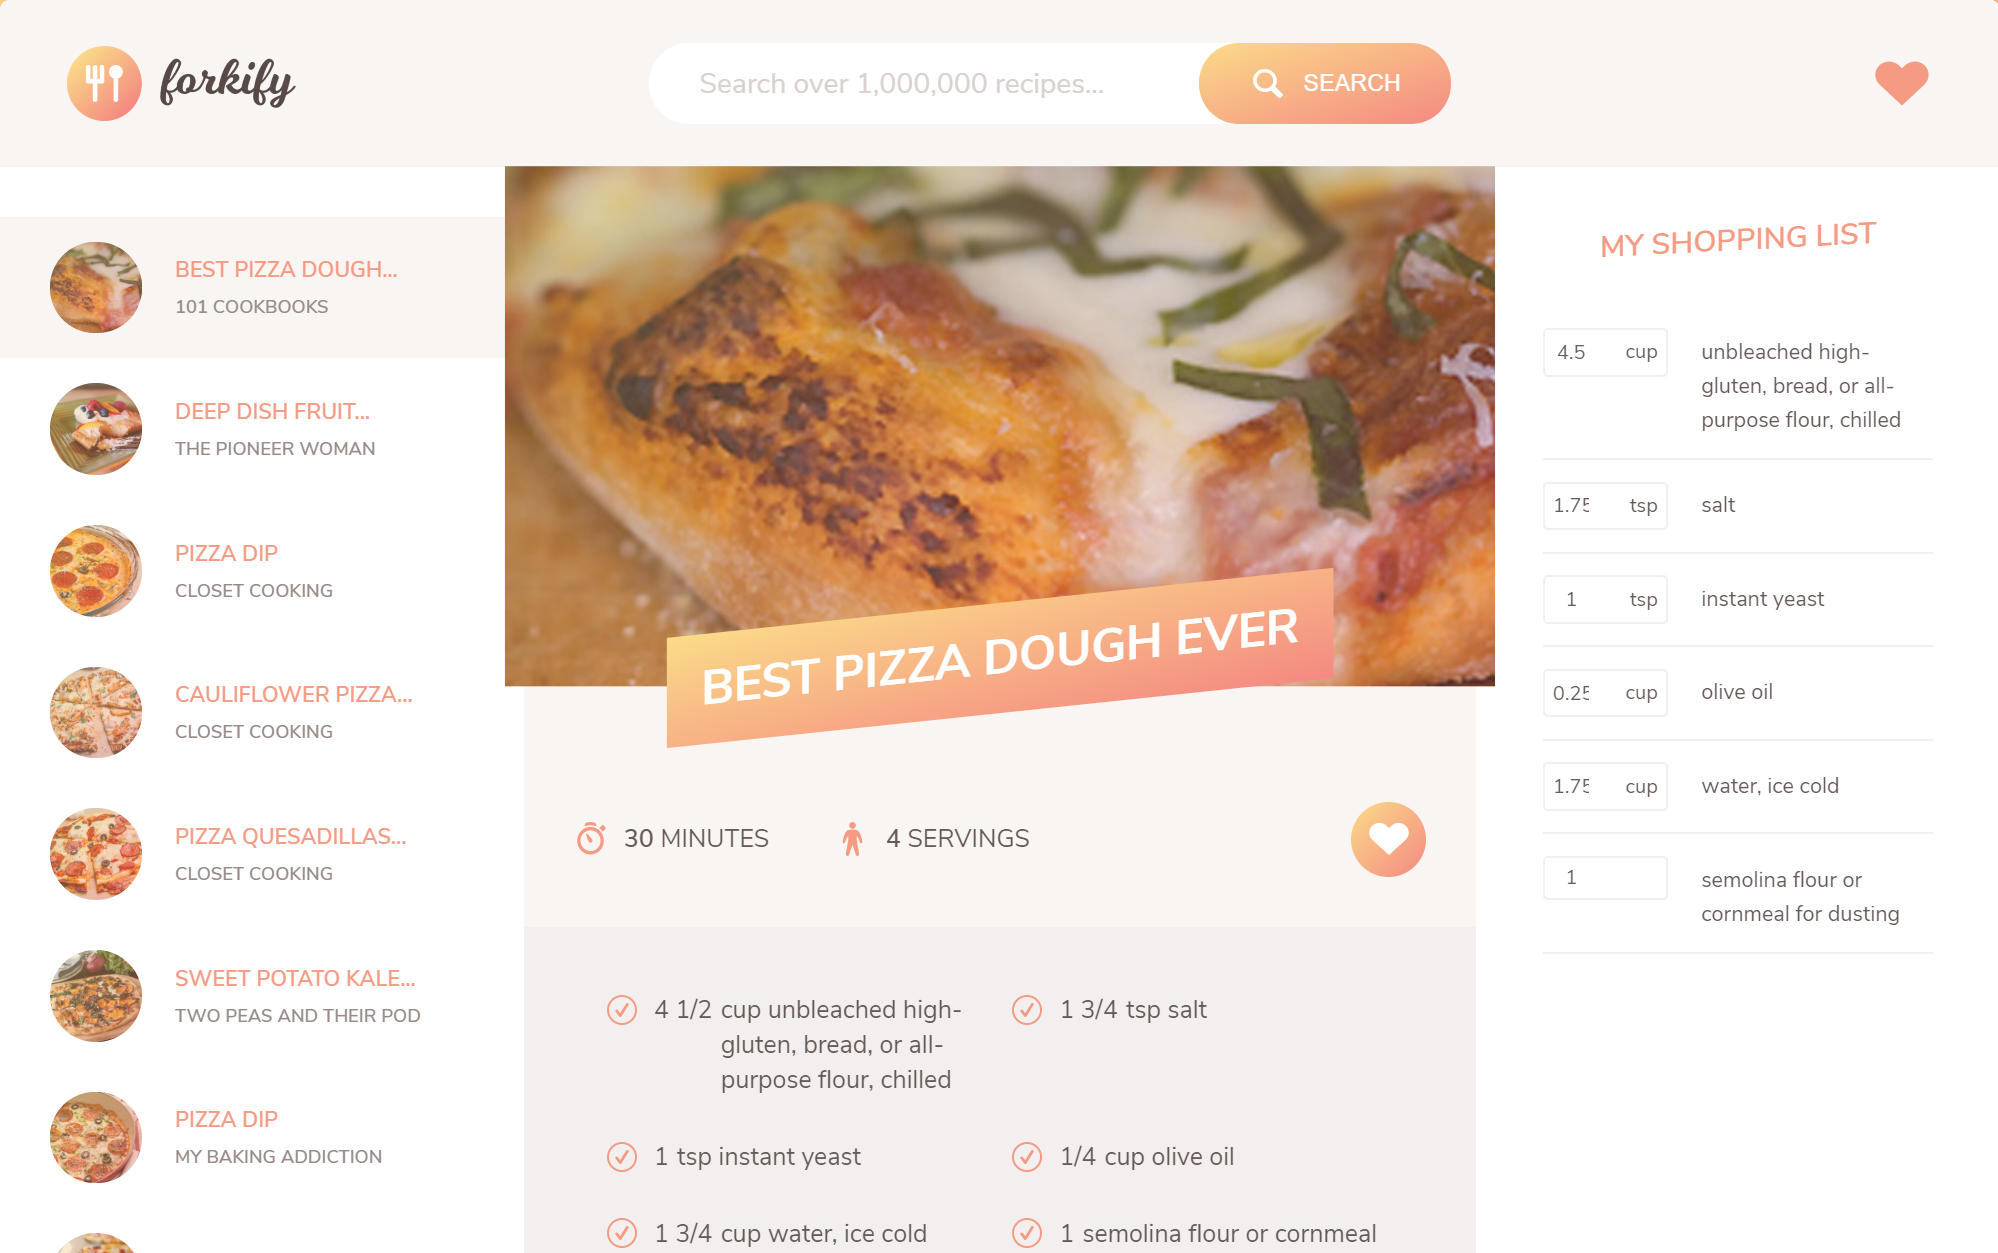 forkify
Search over 1,000,000 recipes...
SEARCH
BEST PIZZA DOUGH...
101 COOKBOOKS
DEEP DISH FRUIT...
THE PIONEER WOMAN
PIZZA DIP
CLOSET COOKING
CAULIFLOWER PIZZA...
CLOSET COOKING
PIZZA QUESADILLAS...
CLOSET COOKING
SWEET POTATO KALE...
TWO PEAS AND THEIR POD
PIZZA DIP
MY BAKING ADDICTION
BEST PIZZA DOUGH EVER
30 MINUTES
4 SERVINGS
4 1/2 cup unbleached high-
gluten, bread, or all-
purpose flour, chilled
1 3/4 tsp salt
1 tsp instant yeast
1/4 cup olive oil
1 3/4 cup water, ice cold
1 semolina flour or cornmeal
MY SHOPPING LIST
4.5 cup unbleached high-
gluten, bread, or all-
purpose flour, chilled
1.75 tsp salt
1 tsp instant yeast
0.25 cup olive oil
1.75 cup water, ice cold
1 semolina flour or
cornmeal for dusting